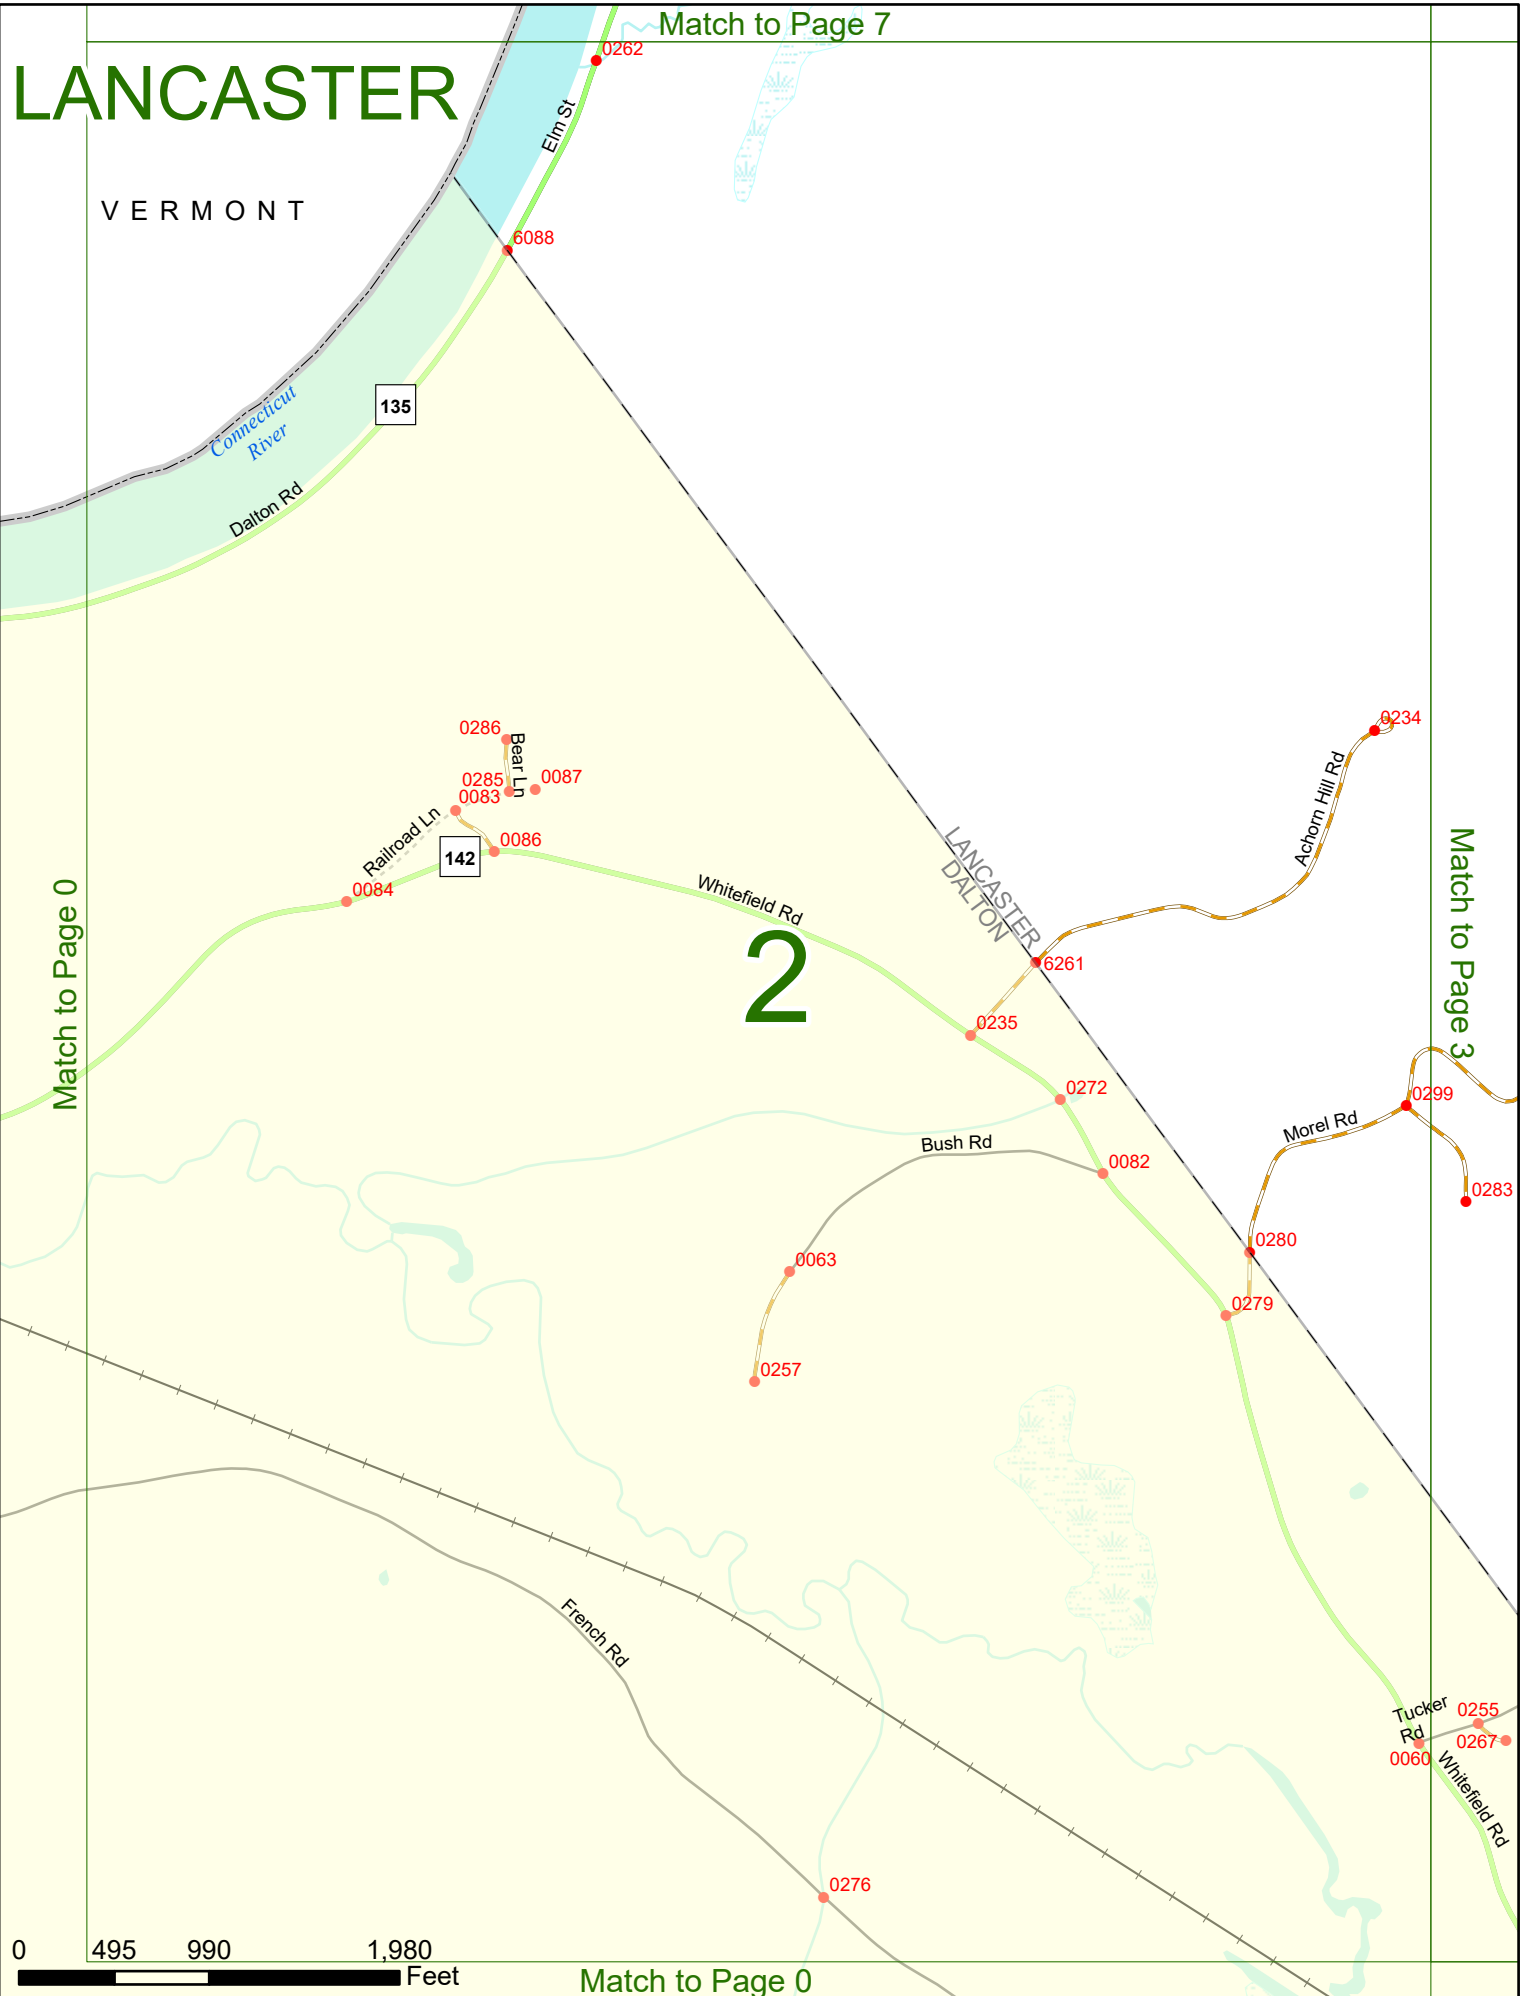 Match to Page 7
0262
LANCASTER
Elm St
VERMONT
6088
135
Connecticut
River
Dalton Rd
0286
Bear Ln
0234
0285
0087
0083
Railroad Ln
0086
142
0084
Achorn Hill Rd
Whitefield Rd
LANCASTER
DALTON
Match to Page 0
Match to Page 3
2
6261
0235
0272
0299
Morel Rd
Bush Rd
0082
0283
0280
0063
0279
0257
French Rd
Tucker
Rd
0255
0267
0060
Whitefield Rd
0276
0 495 990 1,980
Feet
Match to Page 0